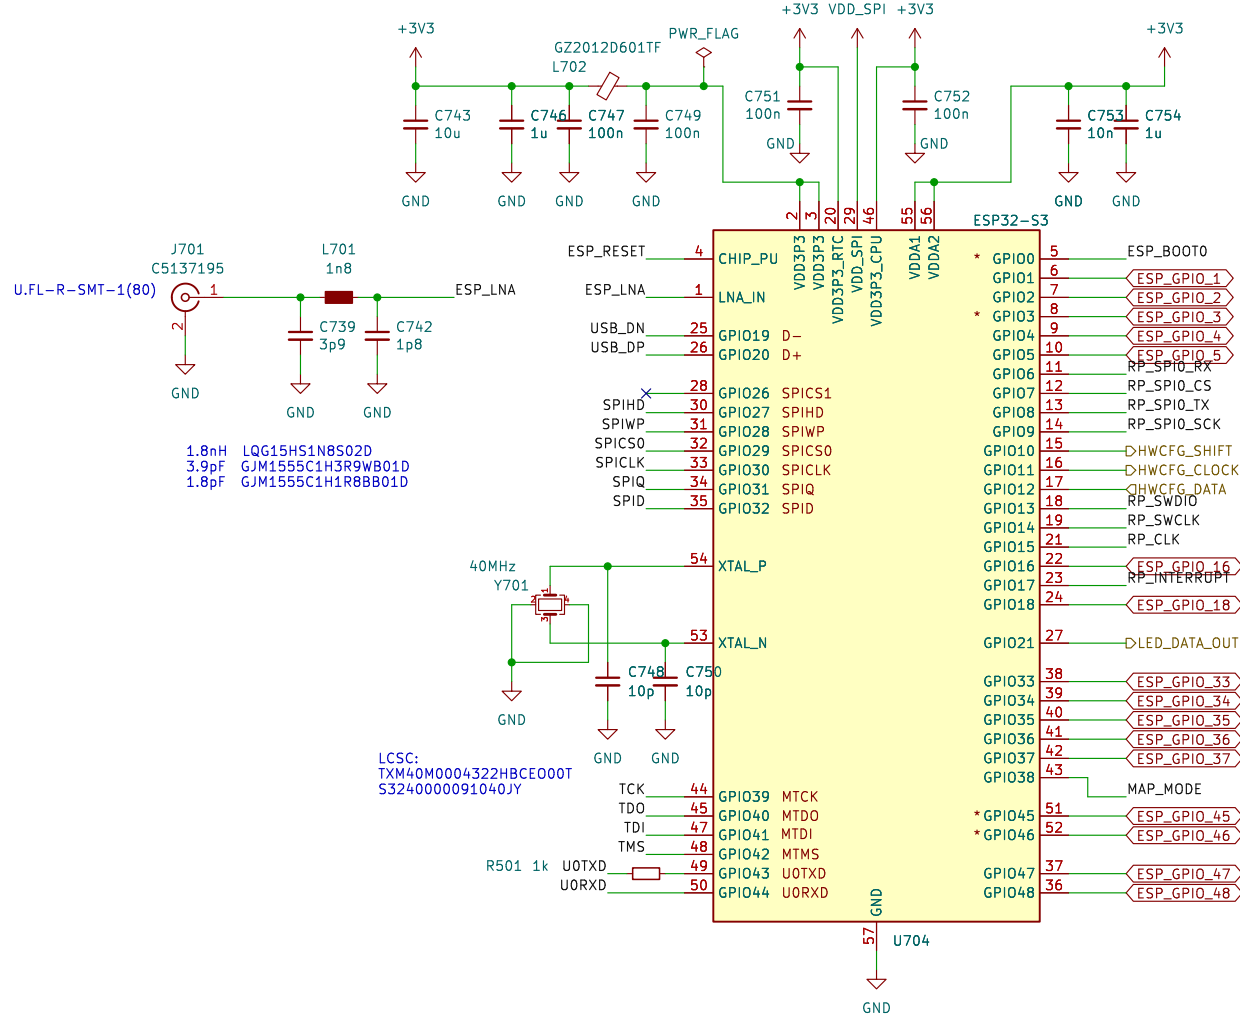 +3V3 VDD_SPI +3V3
+3V3
+3V3
PWR_FLAG
GZ2012D601TF
L702
C743
10u
C746
1u
C747
100n
C749
100n
C751
100n
C752
100n
C753
10n
C754
1u
GND
GND
GND
GND
GND
GND
GND
GND
2
3
20
29
46
55
56
ESP32-S3
VDD3P3
VDD3P3
VDD3P3_RTC
VDD_SPI
VDD3P3_CPU
VDDA1
VDDA2
J701
C5137195
U.FL-R-SMT-1(80)
1
2
GND
L701
1n8
ESP_LNA
C739
3p9
C742
1p8
GND
GND
1.8nH LQG15HS1N8S02D
3.9pF GJM1555C1H3R9WB01D
1.8pF GJM1555C1H1R8BB01D
ESP_RESET 4 CHIP_PU
ESP_LNA 1 LNA_IN
USB_DN 25 GPIO19 D-
USB_DP 26 GPIO20 D+
28 GPIO26 SPICS1
SPIHD 30 GPIO27 SPIHD
SPIWP 31 GPIO28 SPIWP
SPICS0 32 GPIO29 SPICS0
SPICLK 33 GPIO30 SPICLK
SPIQ 34 GPIO31 SPIQ
SPID 35 GPIO32 SPID
54 XTAL_P
53 XTAL_N
40MHz
Y701
1
2
4
3
GND
C748
10p
C750
10p
GND
GND
LCSC:
TXM40M0004322HBCEO00T
S3240000091040JY
TCK 44 GPIO39 MTCK
TDO 45 GPIO40 MTDO
TDI 47 GPIO41 MTDI
TMS 48 GPIO42 MTMS
R501 1k U0TXD 49 GPIO43 U0TXD
U0RXD 50 GPIO44 U0RXD
* GPIO0 5 ESP_BOOT0
GPIO1 6 ESP_GPIO_1
GPIO2 7 ESP_GPIO_2
* GPIO3 8 ESP_GPIO_3
GPIO4 9 ESP_GPIO_4
GPIO5 10 ESP_GPIO_5
GPIO6 11 RP_SPI0_RX
GPIO7 12 RP_SPI0_CS
GPIO8 13 RP_SPI0_TX
GPIO9 14 RP_SPI0_SCK
GPIO10 15 HWCFG_SHIFT
GPIO11 16 HWCFG_CLOCK
GPIO12 17 HWCFG_DATA
GPIO13 18 RP_SWDIO
GPIO14 19 RP_SWCLK
GPIO15 21 RP_CLK
GPIO16 22 ESP_GPIO_16
GPIO17 23 RP_INTERRUPT
GPIO18 24 ESP_GPIO_18
GPIO21 27 LED_DATA_OUT
GPIO33 38 ESP_GPIO_33
GPIO34 39 ESP_GPIO_34
GPIO35 40 ESP_GPIO_35
GPIO36 41 ESP_GPIO_36
GPIO37 42 ESP_GPIO_37
GPIO38 43 MAP_MODE
* GPIO45 51 ESP_GPIO_45
* GPIO46 52 ESP_GPIO_46
GPIO47 37 ESP_GPIO_47
GPIO48 36 ESP_GPIO_48
GND
57
U704
GND